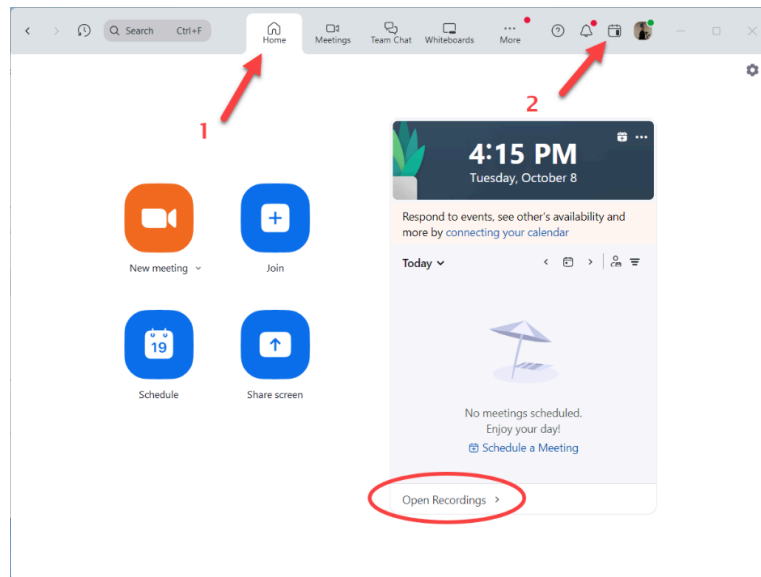 Search Ctrl+F
Home
Meetings
Team Chat
Whiteboards
More
1
2
4:15 PM
Tuesday, October 8
Respond to events, see other's availability and
more by connecting your calendar
Today
New meeting
Join
19
Schedule
Share screen
No meetings scheduled.
Enjoy your day!
Schedule a Meeting
Open Recordings